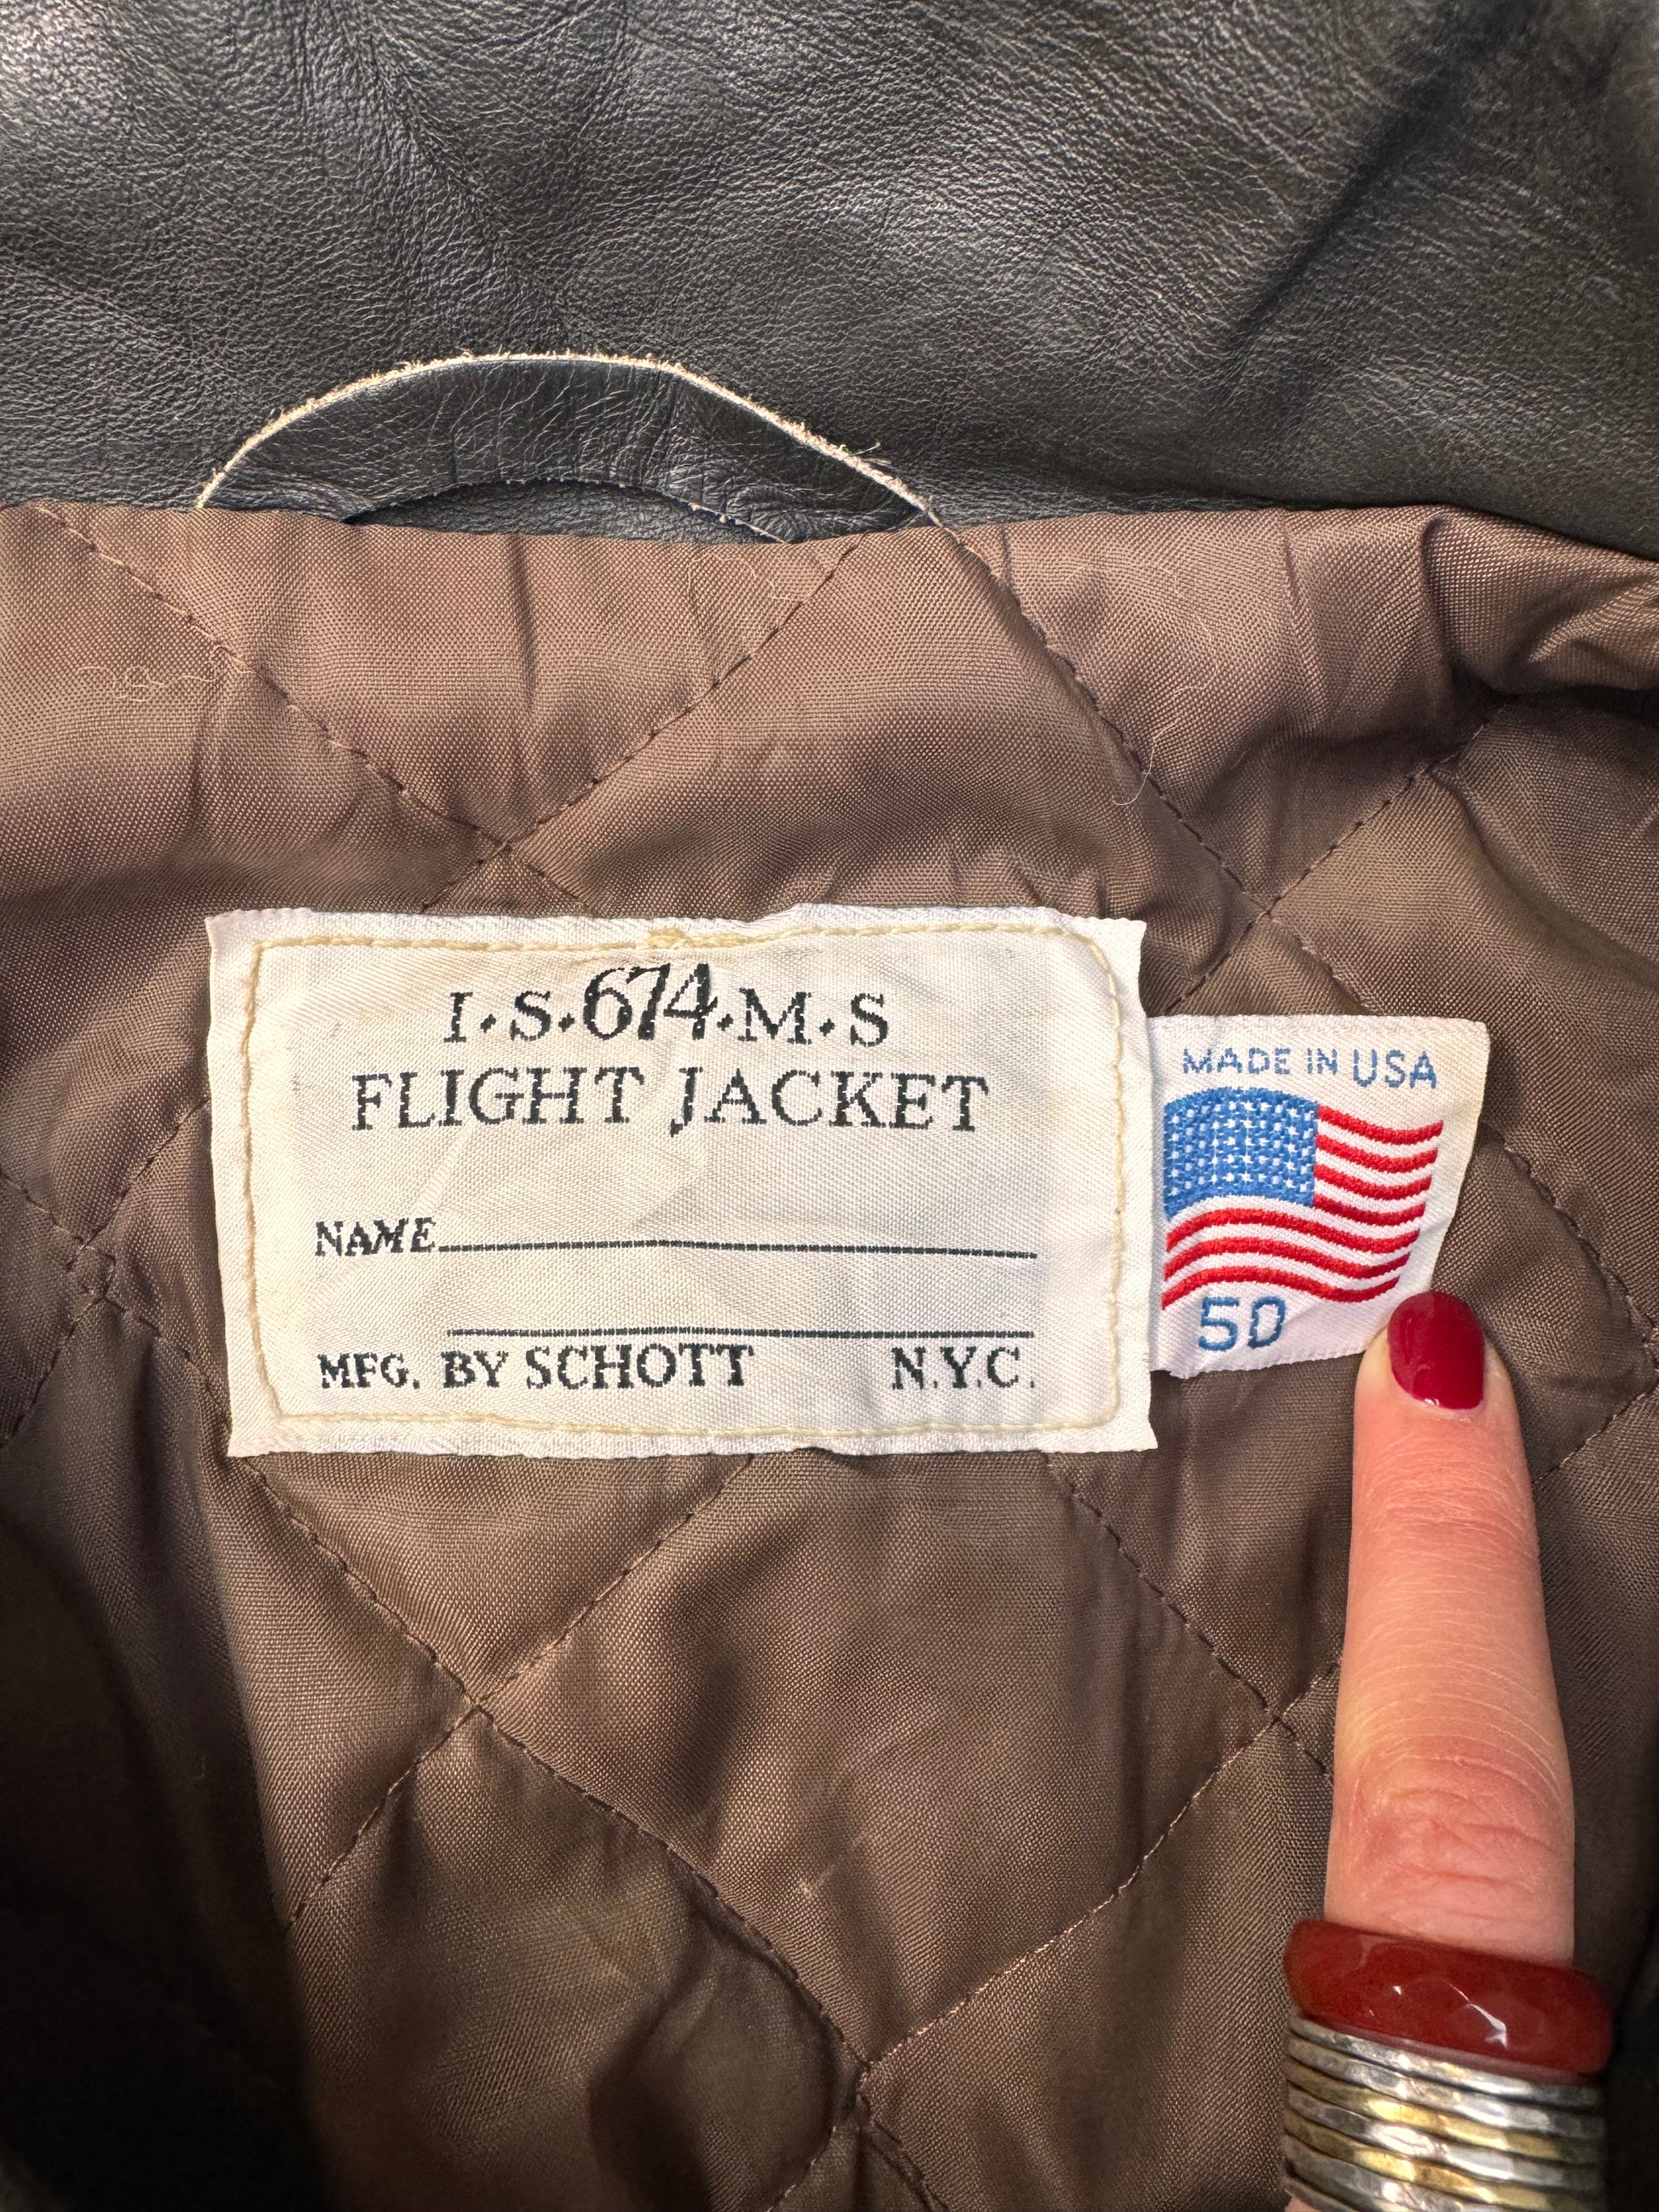 I.S.674.M.S
FLIGHT JACKET
NAME
MFG. BY SCHOTT N.Y.C.
MADE IN USA
50